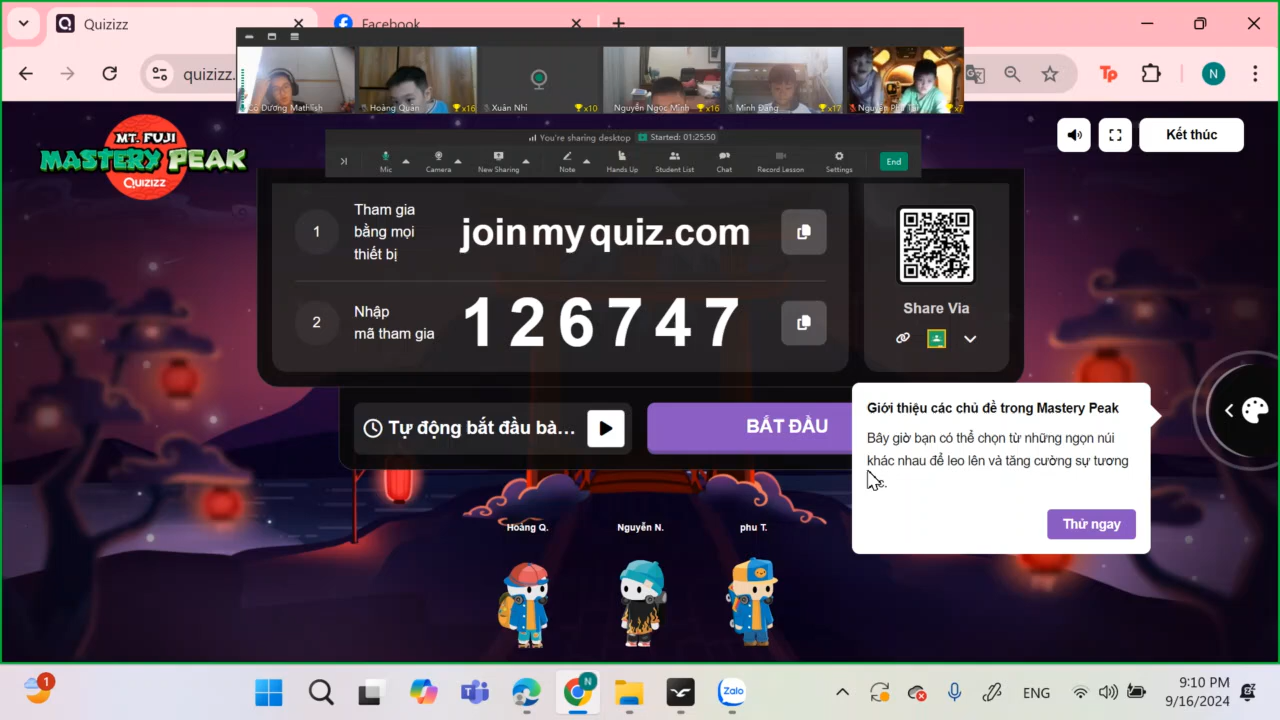 Quizizz
Facebook
quizizz.
N
Cô Dương Mathlish
Hoàng Quân
x16
Xuân Nhi
x10
Nguyễn Ngọc Minh
x16
Minh Đăng
x17
x7
You're sharing desktop
Started: 01:25:50
Mic
Camera
New Sharing
Note
Hands Up
Student List
Chat
Record Lesson
Settings
End
MT. FUJI
MASTERY PEAK
Quizizz
Kết thúc
1
Tham gia
bằng mọi
thiết bị
joinmyquiz.com
2
Nhập
mã tham gia
126747
Share Via
Tự động bắt đầu bà...
BẮT ĐẦU
Giới thiệu các chủ đề trong Mastery Peak
Bây giờ bạn có thể chọn từ những ngọn núi
khác nhau để leo lên và tăng cường sự tương
Thử ngay
Hoàng Q.
Nguyễn N.
phu T.
1
N
Zalo
ENG
9:10 PM
9/16/2024